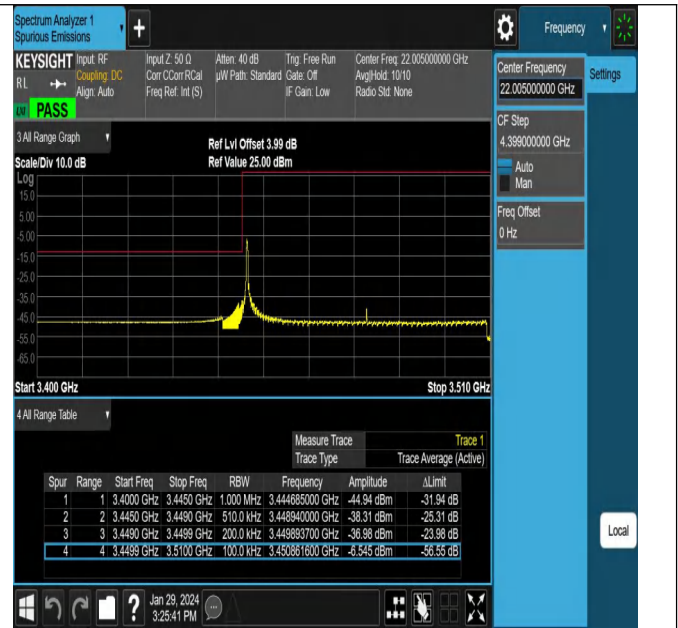 Spectrum Analyzer 1
Spurious Emissions
Frequency
KEYSIGHT Input: RF Input Z: 50 Ω Atten: 40 dB Trig: Free Run Center Freq: 22.005000000 GHz
RL Coupling: DC Corr CCorr RCal µW Path: Standard Gate: Off Avg|Hold: 10/10
Align: Auto Freq Ref: Int (S) IF Gain: Low Radio Std: None
LNI PASS
Center Frequency
22.005000000 GHz
Settings
CF Step
4.399000000 GHz
Auto
Man
Freq Offset
0 Hz
3 All Range Graph
Ref Lvl Offset 3.99 dB
Scale/Div 10.0 dB Ref Value 25.00 dBm
Log
15.0
5.00
-5.00
-15.0
-25.0
-35.0
-45.0
-55.0
-65.0
Start 3.400 GHz Stop 3.510 GHz
4 All Range Table
Measure Trace Trace 1
Trace Type Trace Average (Active)
Spur Range Start Freq Stop Freq RBW Frequency Amplitude ΔLimit
1 1 3.4000 GHz 3.4450 GHz 1.000 MHz 3.444685000 GHz -44.94 dBm -31.94 dB
2 2 3.4450 GHz 3.4490 GHz 510.0 kHz 3.448940000 GHz -38.31 dBm -25.31 dB
3 3 3.4490 GHz 3.4499 GHz 200.0 kHz 3.449893700 GHz -36.98 dBm -23.98 dB
4 4 3.4499 GHz 3.5100 GHz 100.0 kHz 3.450861600 GHz -6.545 dBm -56.55 dB
Local
Jan 29, 2024
3:25:41 PM